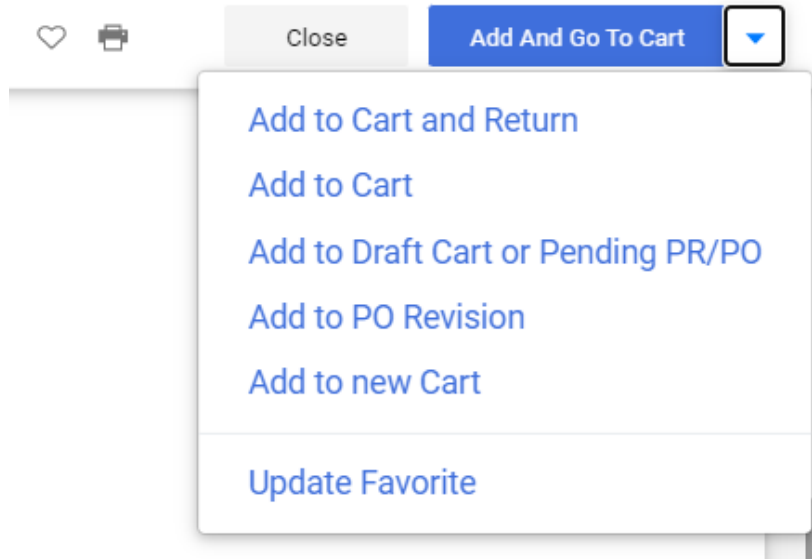 Close
Add And Go To Cart
Add to Cart and Return
Add to Cart
Add to Draft Cart or Pending PR/PO
Add to PO Revision
Add to new Cart
Update Favorite